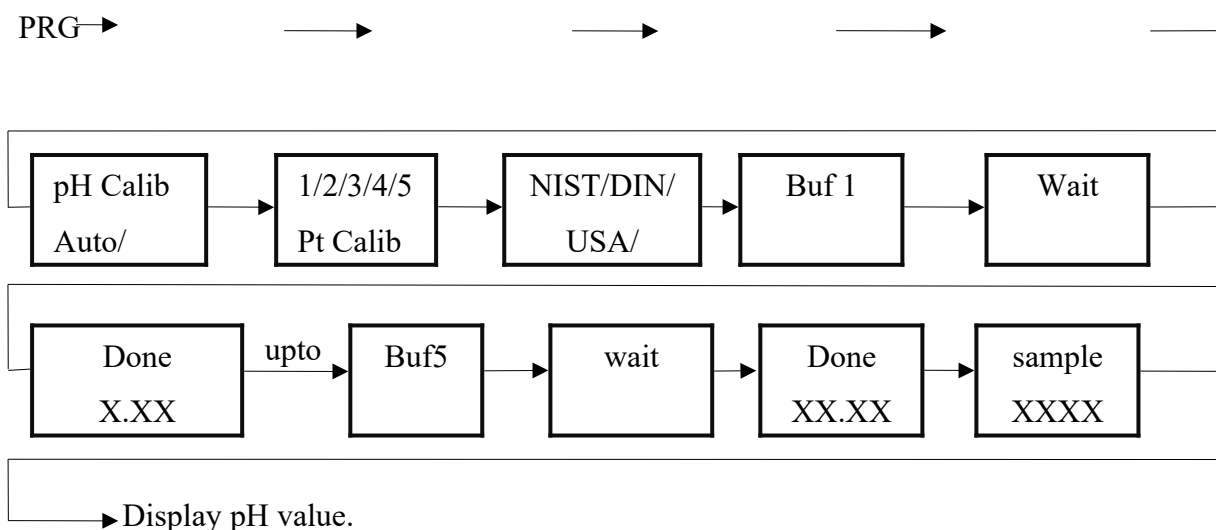 PRG
pH Calib
Auto/
1/2/3/4/5
Pt Calib
NIST/DIN/
USA/
Buf 1
Wait
Done
X.XX
upto
Buf5
wait
Done
XX.XX
sample
XXXX
Display pH value.